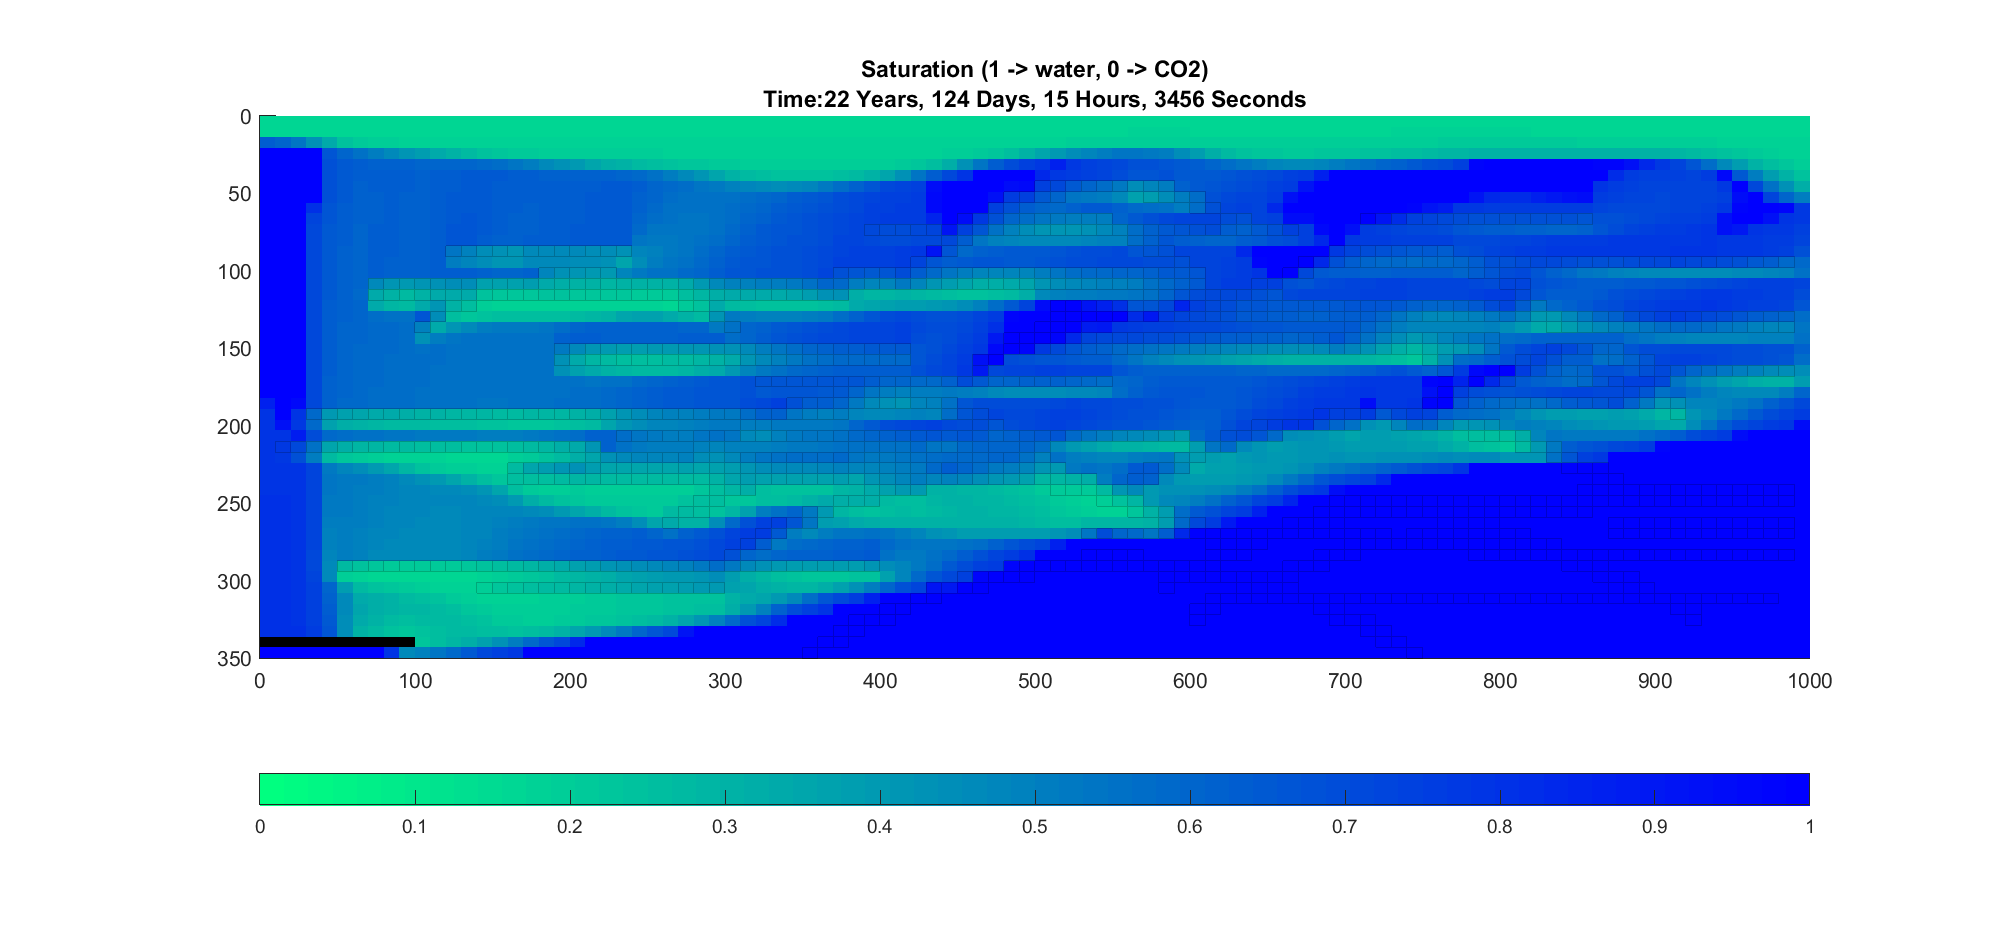 Saturation (1 -> water, 0 -> CO2)
Time:22 Years, 124 Days, 15 Hours, 3456 Seconds
0
50
100
150
200
250
300
350
0 100 200 300 400 500 600 700 800 900 1000
0 0.1 0.2 0.3 0.4 0.5 0.6 0.7 0.8 0.9 1